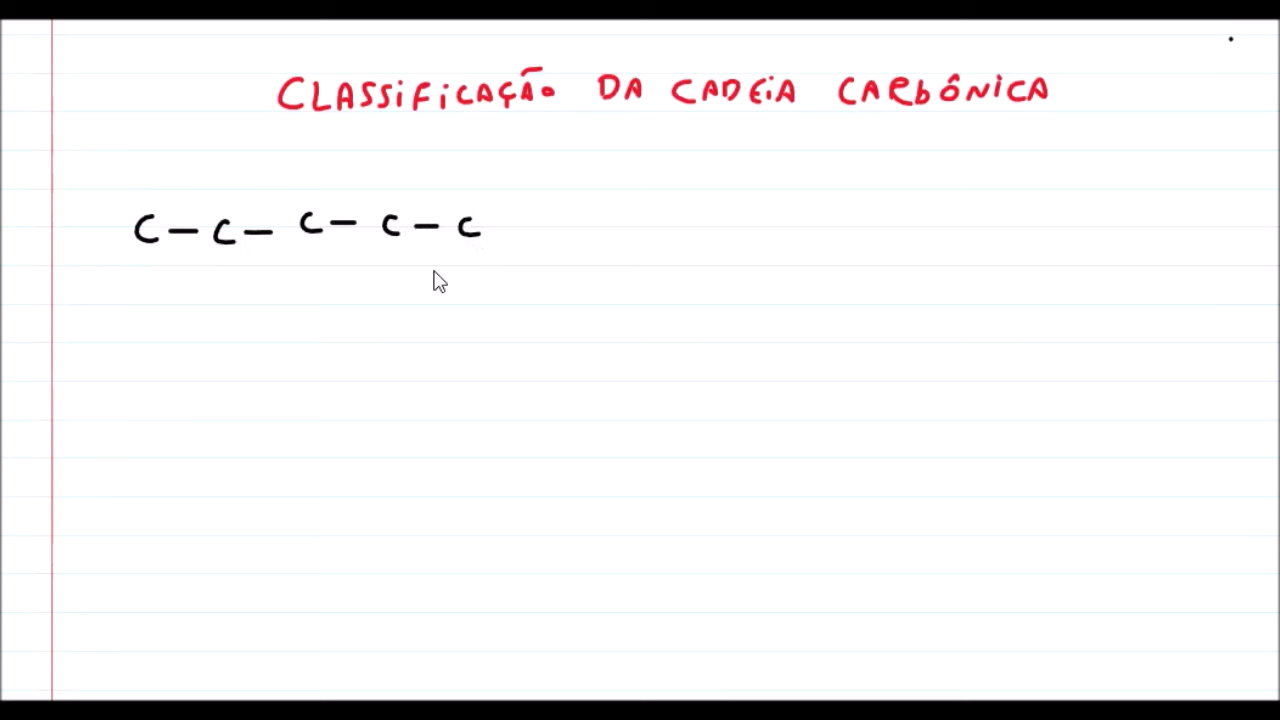 CLASSIFICAÇÃO DA CADEIA CARBÔNICA
C – C – C – C – C